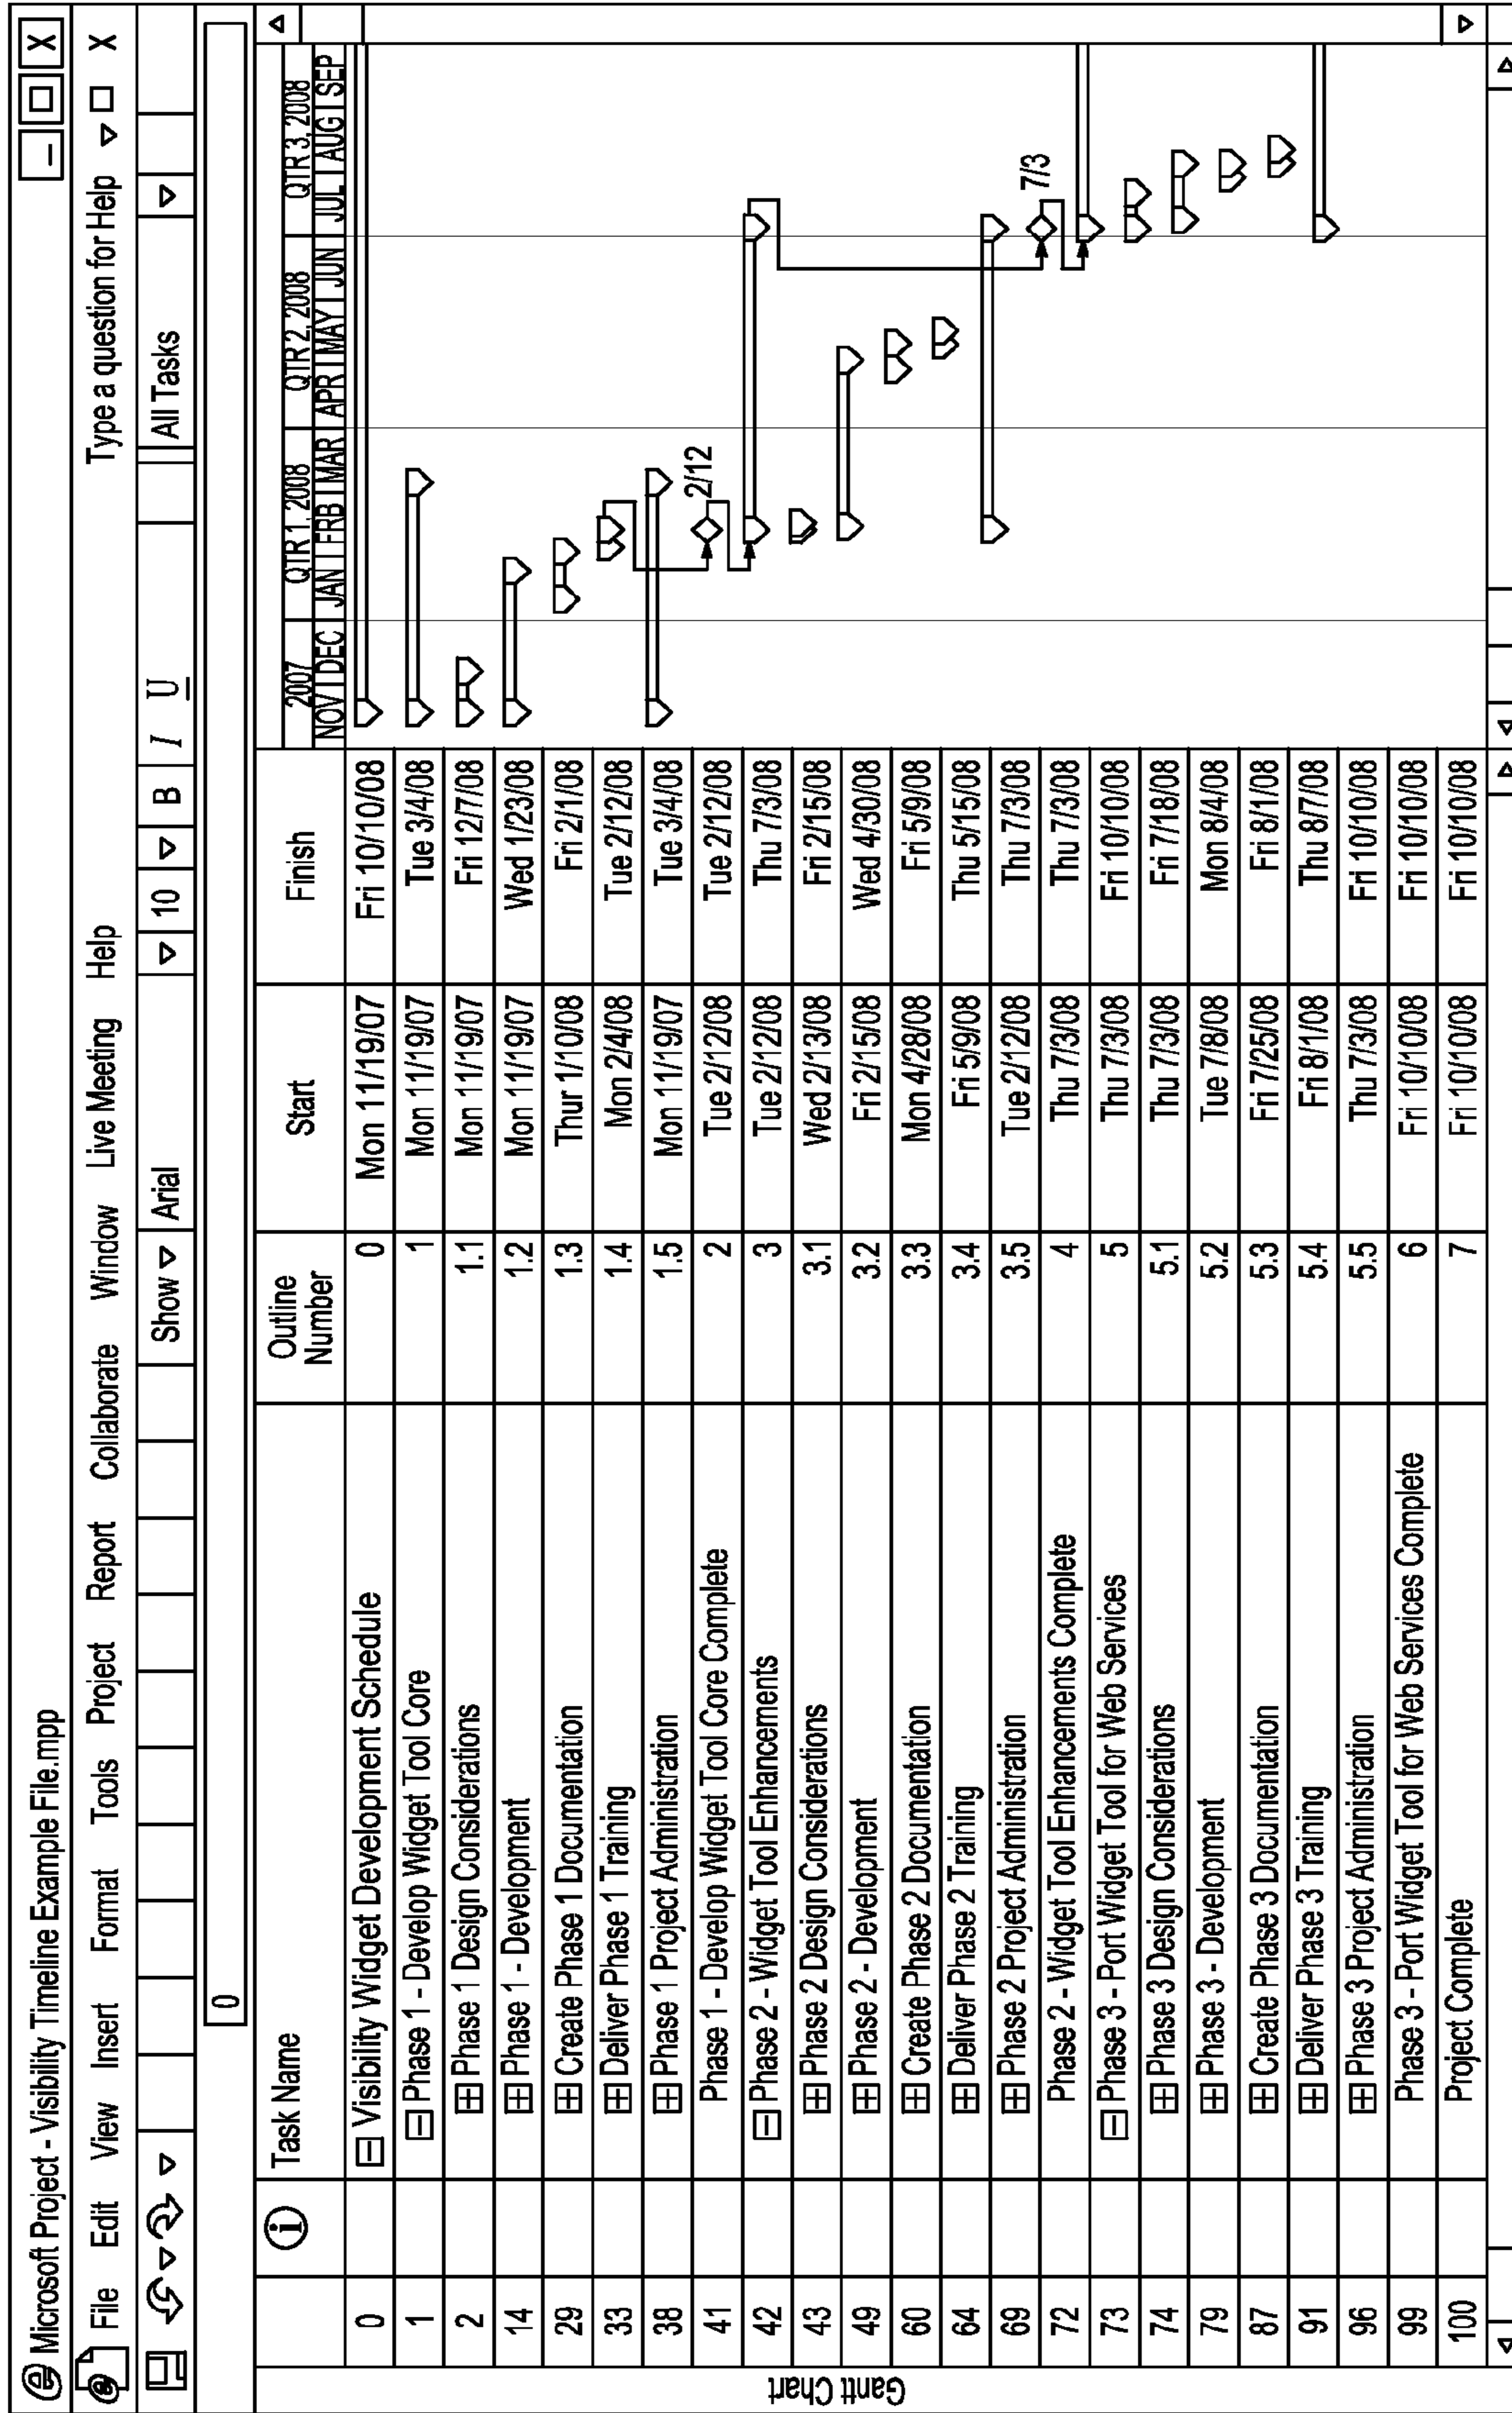 Microsoft Project - Visibility Timeline Example File.mpp
File Edit View Insert Format Tools Project Report Collaborate Window Live Meeting Help Type a question for Help
Show Arial 10 B I U All Tasks
0
Task Name Outline Number Start Finish
2007 QTR 1, 2008 QTR 2, 2008 QTR 3, 2008
NOV DEC JAN FRB MAR APR MAY JUN JUL AUG SEP
0 Visibility Widget Development Schedule 0 Mon 11/19/07 Fri 10/10/08
1 Phase 1 - Develop Widget Tool Core 1 Mon 11/19/07 Tue 3/4/08
2 Phase 1 Design Considerations 1.1 Mon 11/19/07 Fri 12/7/08
14 Phase 1 - Development 1.2 Mon 11/19/07 Wed 1/23/08
29 Create Phase 1 Documentation 1.3 Thur 1/10/08 Fri 2/1/08
33 Deliver Phase 1 Training 1.4 Mon 2/4/08 Tue 2/12/08
38 Phase 1 Project Administration 1.5 Mon 11/19/07 Tue 3/4/08
41 Phase 1 - Develop Widget Tool Core Complete 2 Tue 2/12/08 Tue 2/12/08 2/12
42 Phase 2 - Widget Tool Enhancements 3 Tue 2/12/08 Thu 7/3/08
43 Phase 2 Design Considerations 3.1 Wed 2/13/08 Fri 2/15/08
49 Phase 2 - Development 3.2 Fri 2/15/08 Wed 4/30/08
60 Create Phase 2 Documentation 3.3 Mon 4/28/08 Fri 5/9/08
64 Deliver Phase 2 Training 3.4 Fri 5/9/08 Thu 5/15/08
69 Phase 2 Project Administration 3.5 Tue 2/12/08 Thu 7/3/08
72 Phase 2 - Widget Tool Enhancements Complete 4 Thu 7/3/08 Thu 7/3/08 7/3
73 Phase 3 - Port Widget Tool for Web Services 5 Thu 7/3/08 Fri 10/10/08
74 Phase 3 Design Considerations 5.1 Thu 7/3/08 Fri 7/18/08
79 Phase 3 - Development 5.2 Tue 7/8/08 Mon 8/4/08
87 Create Phase 3 Documentation 5.3 Fri 7/25/08 Fri 8/1/08
91 Deliver Phase 3 Training 5.4 Fri 8/1/08 Thu 8/7/08
96 Phase 3 Project Administration 5.5 Thu 7/3/08 Fri 10/10/08
99 Phase 3 - Port Widget Tool for Web Services Complete 6 Fri 10/10/08 Fri 10/10/08
100 Project Complete 7 Fri 10/10/08 Fri 10/10/08
Gantt Chart